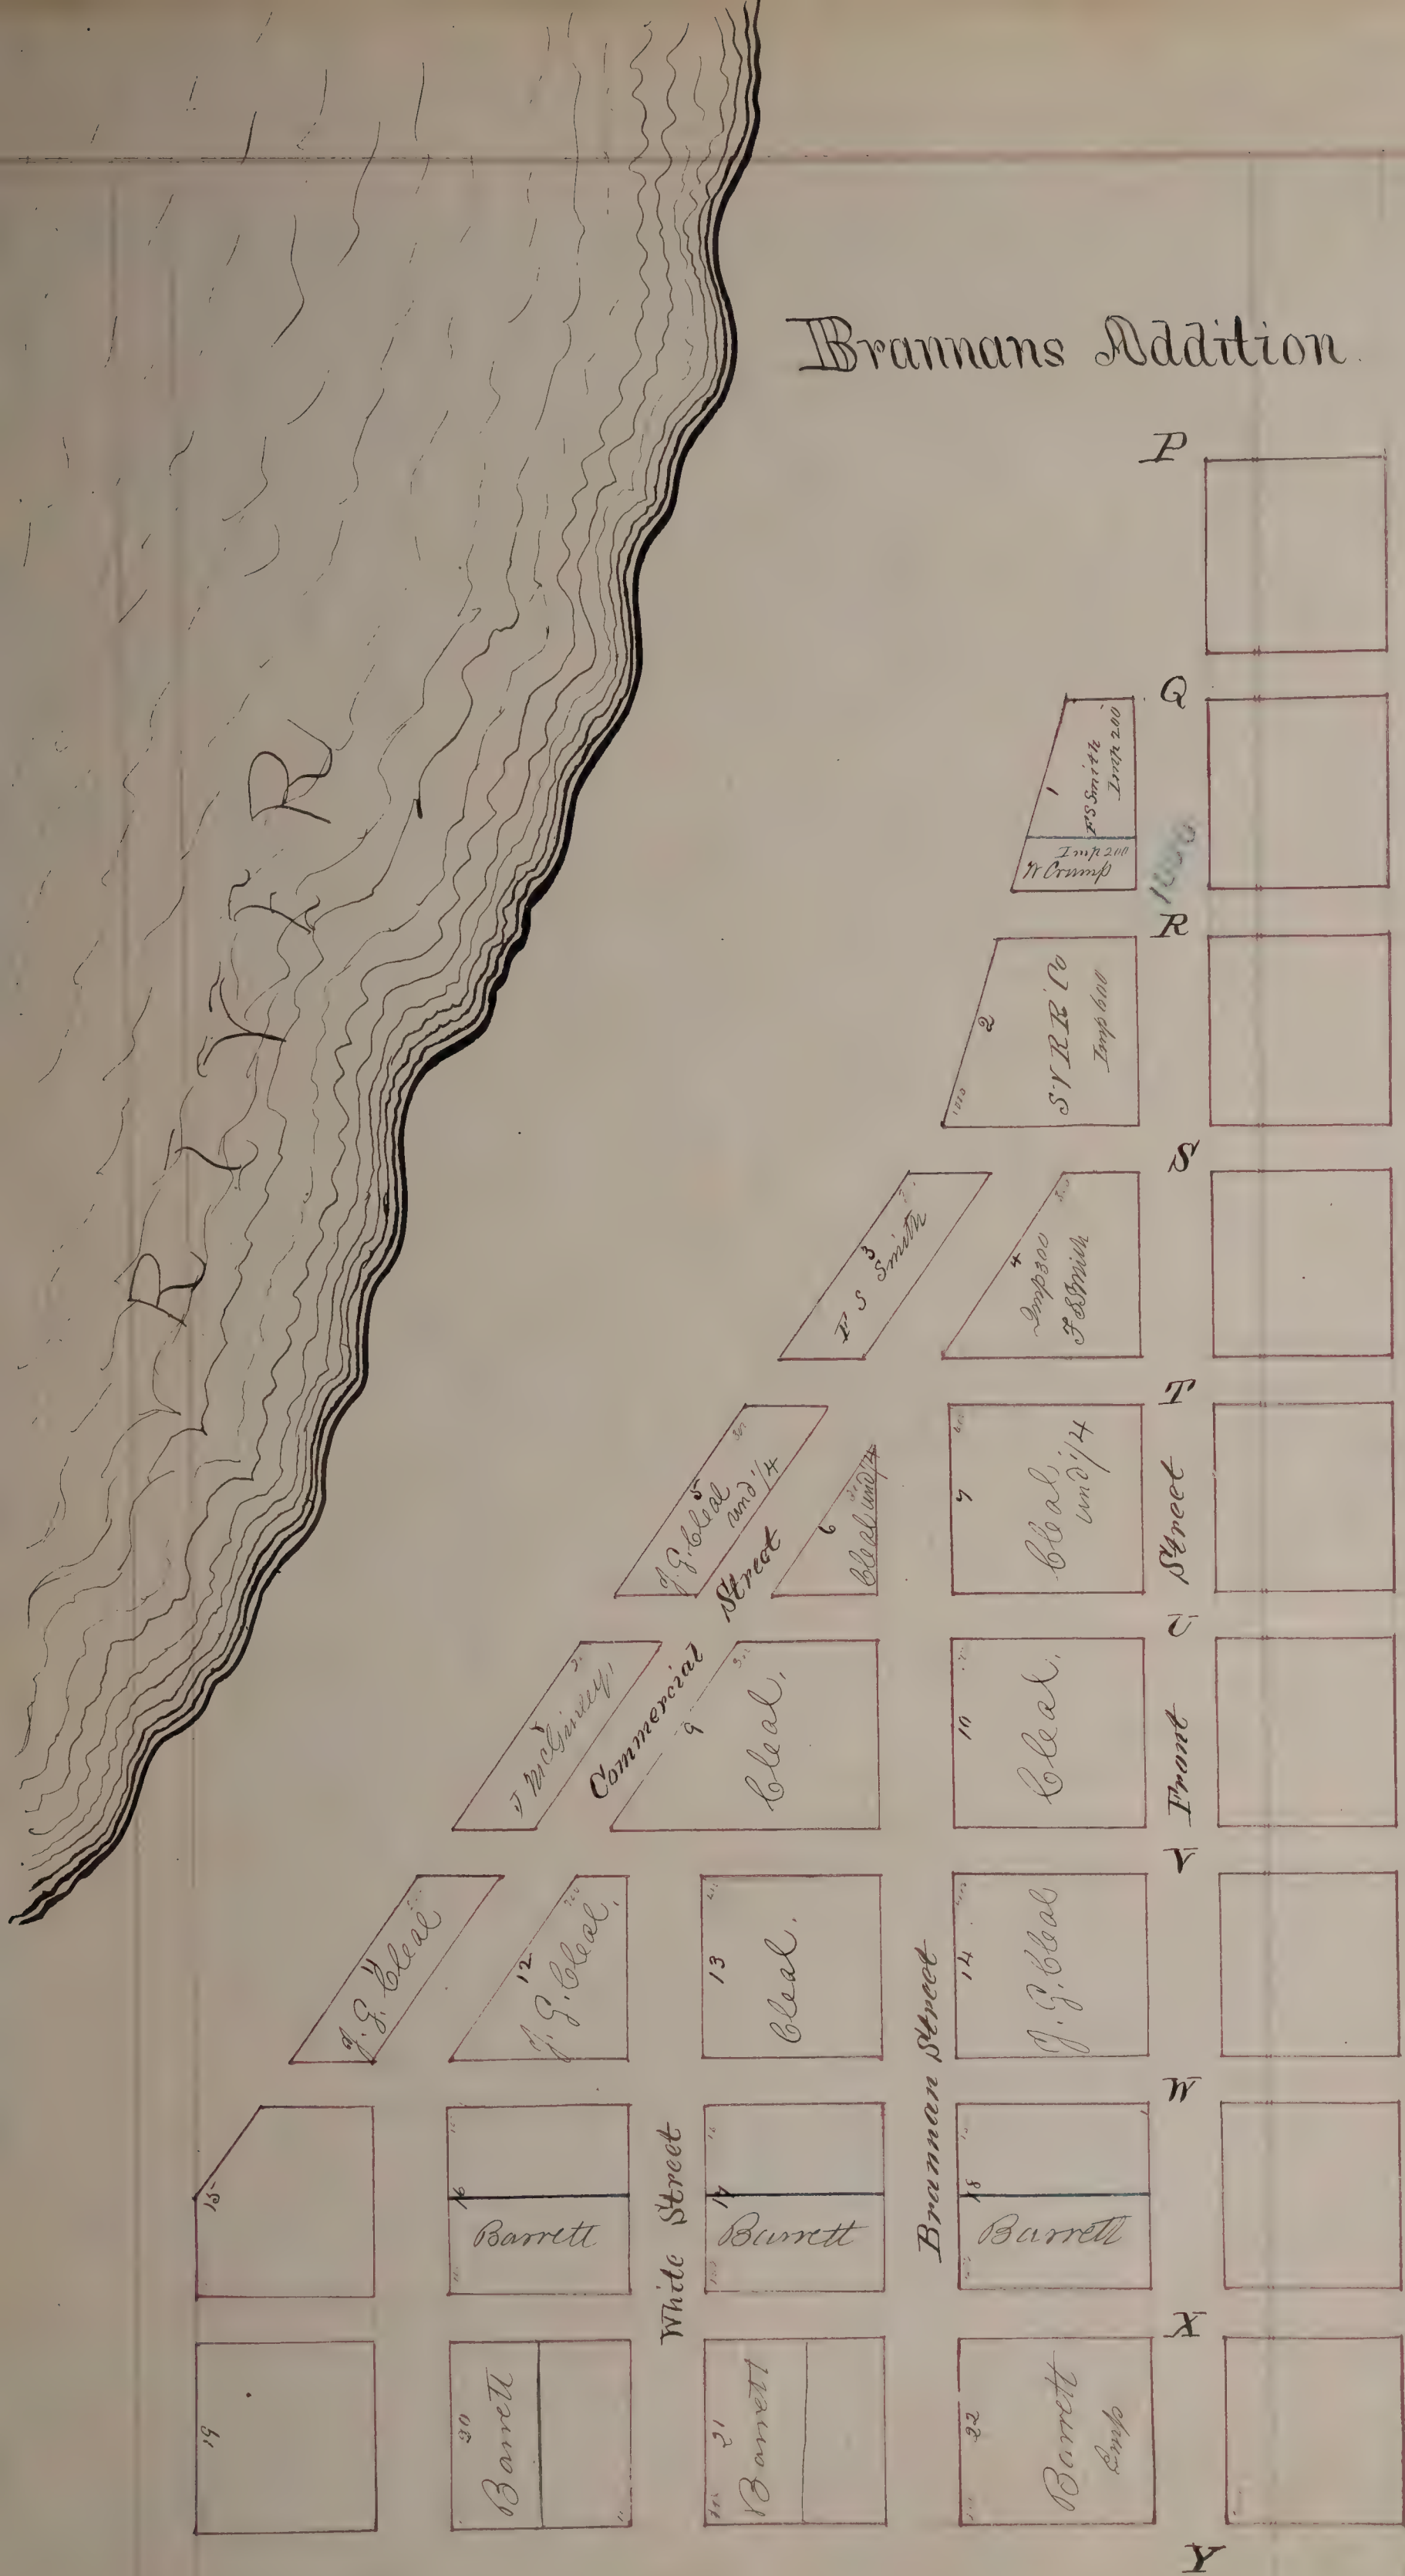 Brannans Addition
RIVER
P
Q
1
F S Smith
Imp 200
Imp 200
W Crump
R
2
S V R R Co
Imp 600
S
3
F S Smith
4
Imp 300
F S Smith
T
5
J. G. Cleal
und 1/4
6
Cleal und 1/4
7
Cleal
und 1/4
Commercial Street
Front Street
U
8
J McGinley
9
Cleal.
10
Cleal.
V
11
J. G. Cleal
12
J. G. Cleal.
13
Cleal.
14
J. G. Cleal
Brannan Street
White Street
W
15
16
Barrett
17
Barrett
18
Barrett
X
19
20
Barrett
21
Barrett
22
Barrett
Imp
Y